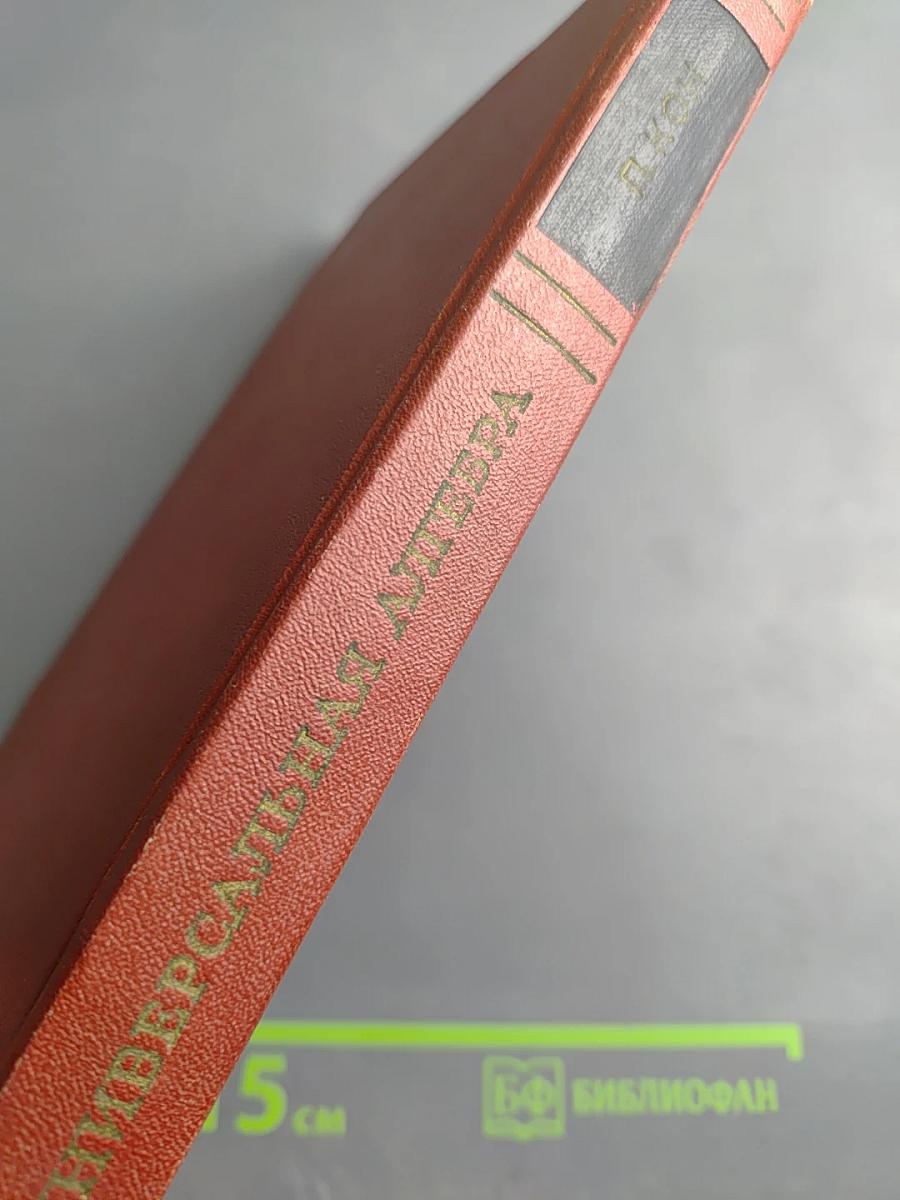 П. КОН
НИВЕРСАЛЬНАЯ АЛГЕБРА
15 см
БФ БИБЛИОФАН